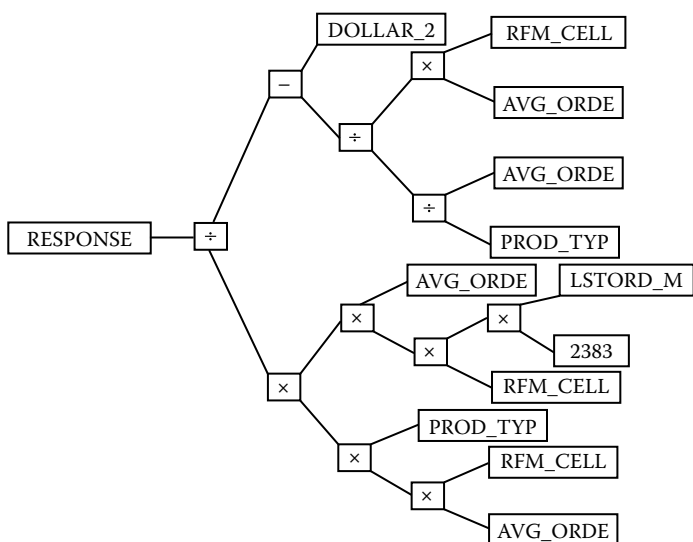 DOLLAR_2
RFM_CELL
×
−
AVG_ORDE
÷
AVG_ORDE
÷
RESPONSE
÷
PROD_TYP
AVG_ORDE
LSTORD_M
×
×
×
2383
×
RFM_CELL
PROD_TYP
×
RFM_CELL
×
AVG_ORDE